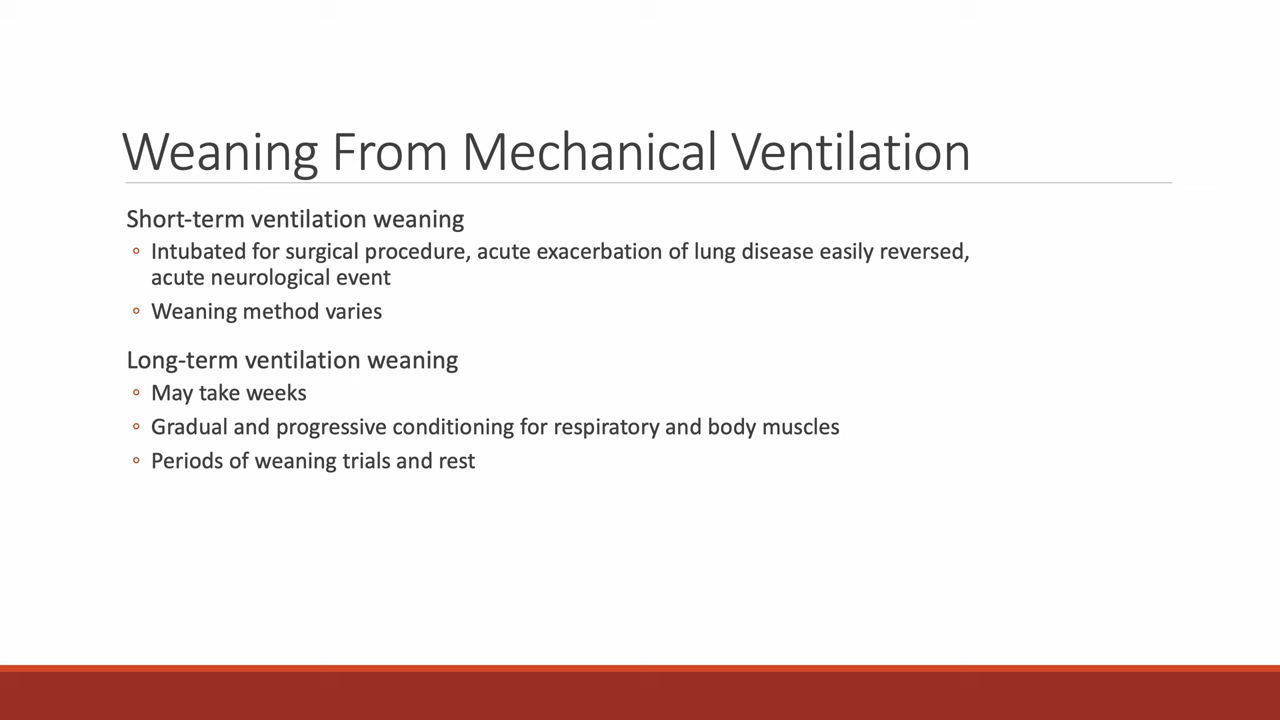 Weaning From Mechanical Ventilation
Short-term ventilation weaning
◦ Intubated for surgical procedure, acute exacerbation of lung disease easily reversed,
acute neurological event
◦ Weaning method varies
Long-term ventilation weaning
◦ May take weeks
◦ Gradual and progressive conditioning for respiratory and body muscles
◦ Periods of weaning trials and rest